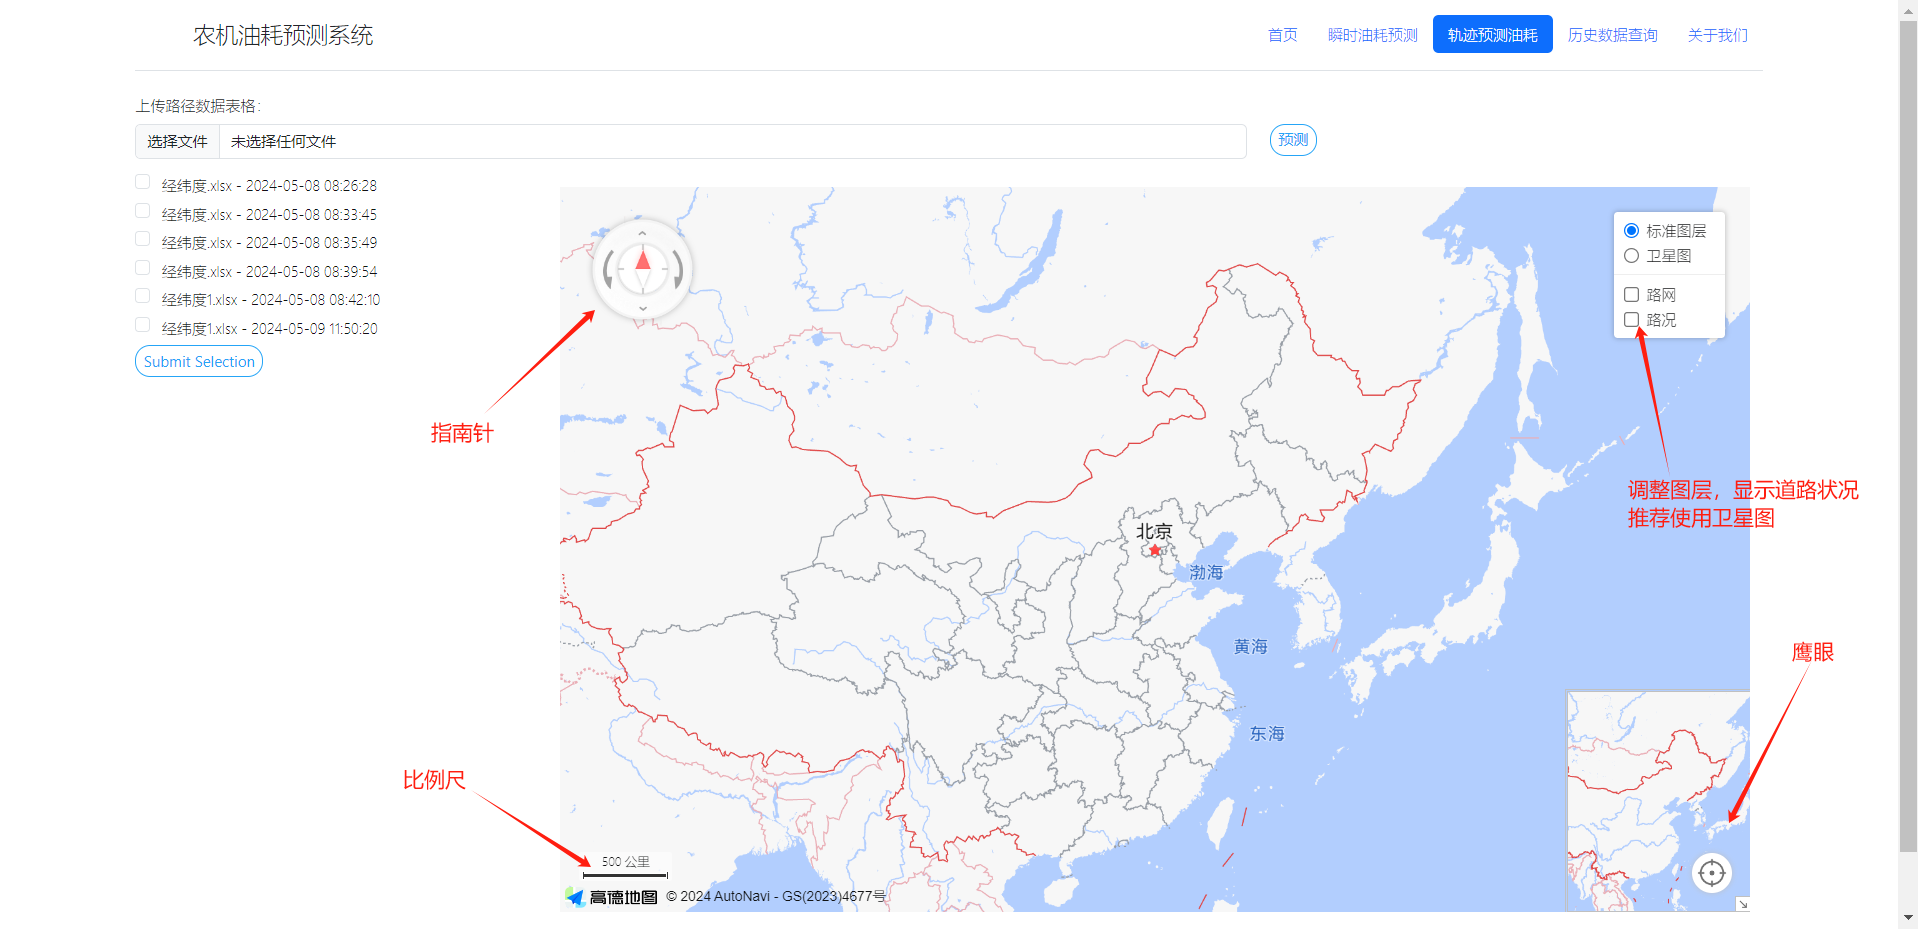 农机油耗预测系统
首页 瞬时油耗预测 轨迹预测油耗 历史数据查询 关于我们
上传路径数据表格:
选择文件 未选择任何文件 预测
经纬度.xlsx - 2024-05-08 08:26:28
经纬度.xlsx - 2024-05-08 08:33:45
经纬度.xlsx - 2024-05-08 08:35:49
经纬度.xlsx - 2024-05-08 08:39:54
经纬度1.xlsx - 2024-05-08 08:42:10
经纬度1.xlsx - 2024-05-09 11:50:20
Submit Selection
标准图层
卫星图
路网
路况
指南针
调整图层，显示道路状况
推荐使用卫星图
北京
渤海
黄海
鹰眼
东海
比例尺
500 公里
高德地图 © 2024 AutoNavi - GS(2023)4677号